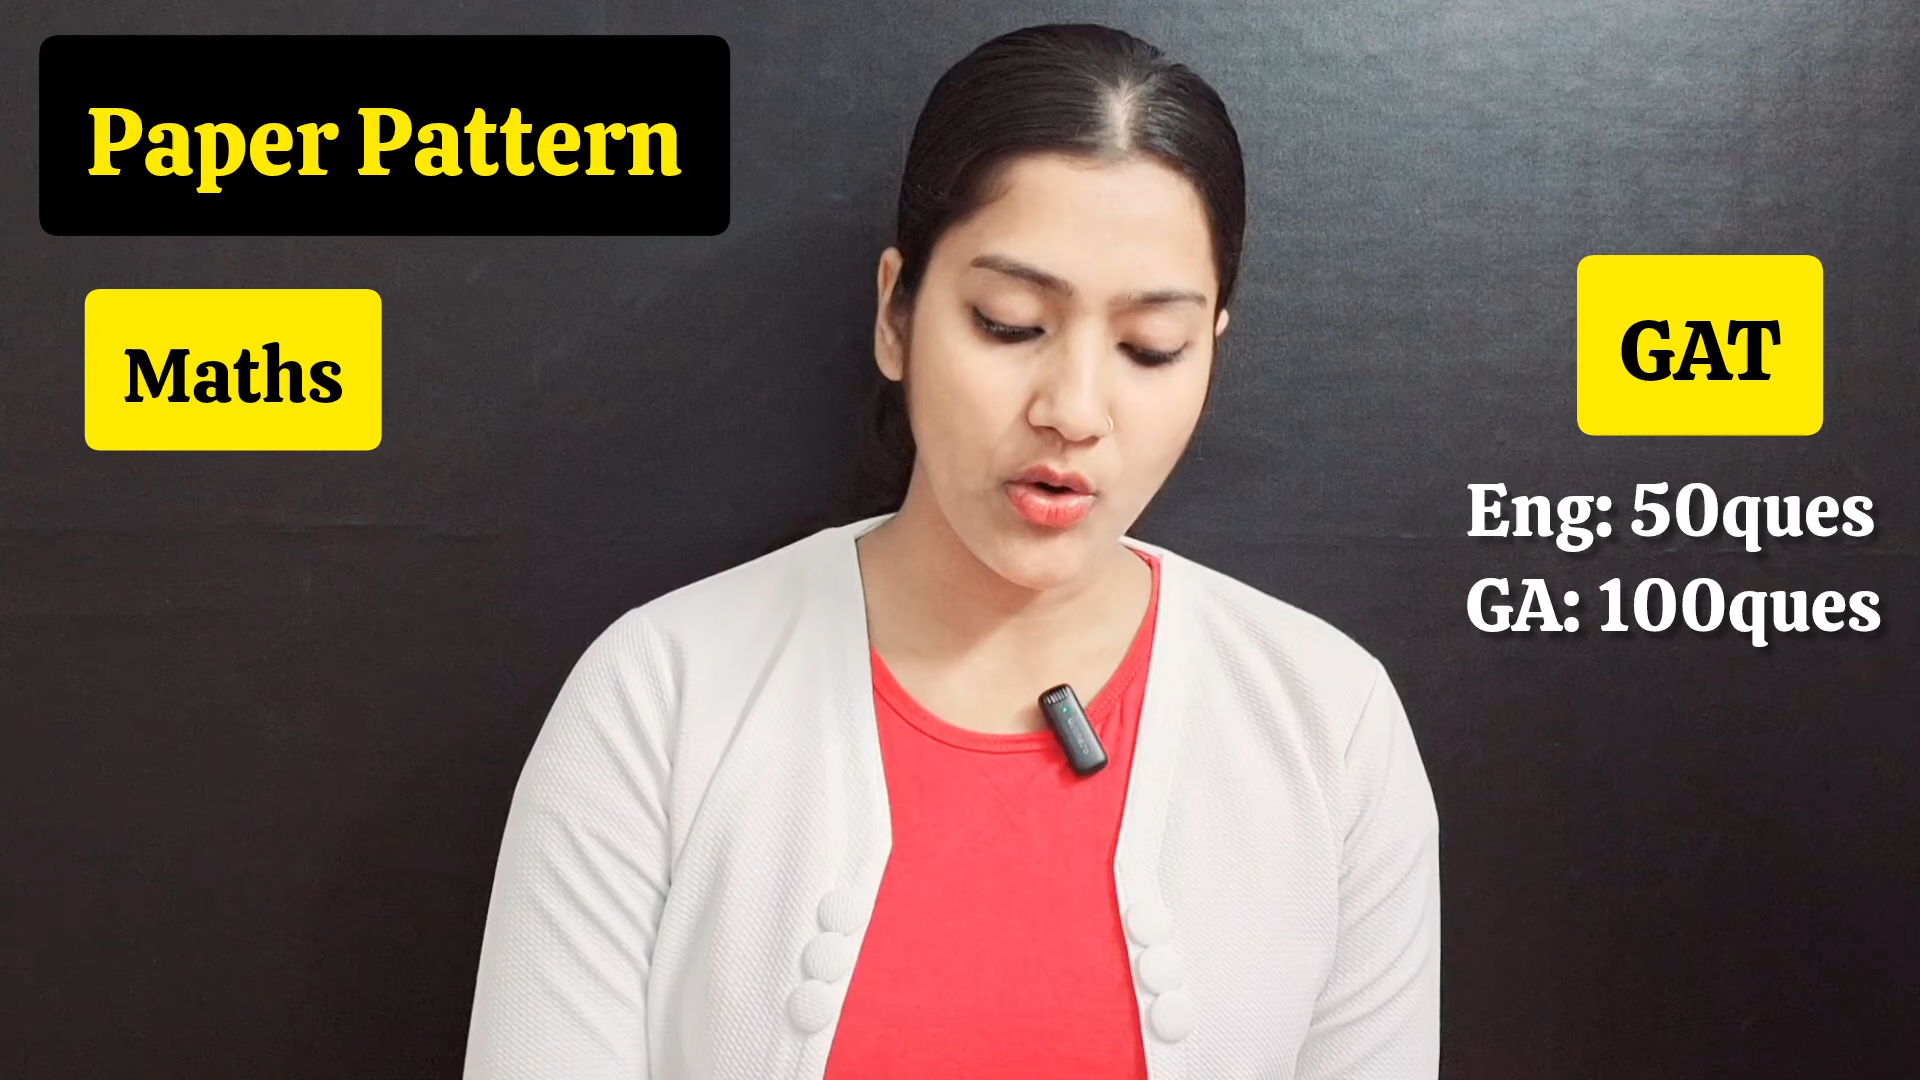 Paper Pattern
Maths
GAT
Eng: 50ques
GA: 100ques